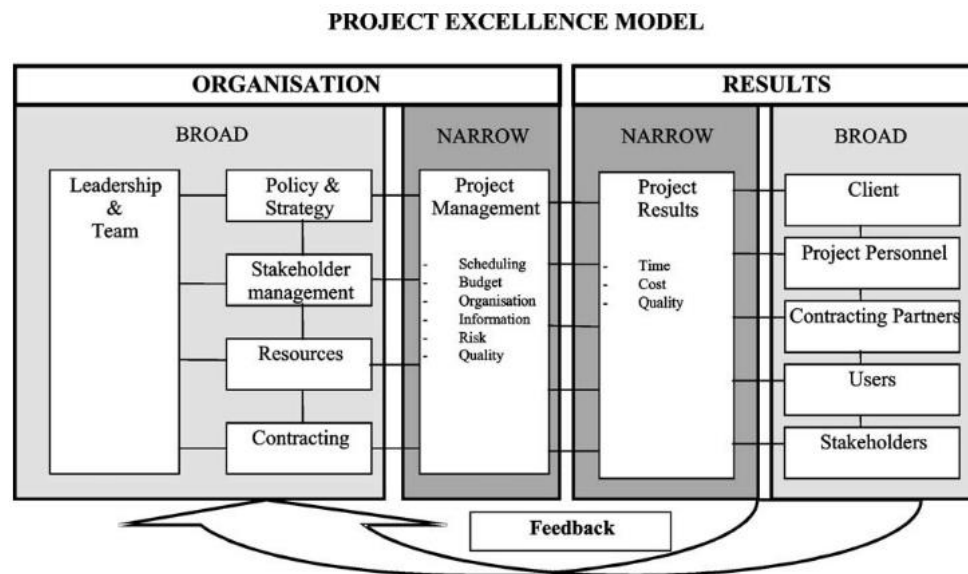 PROJECT EXCELLENCE MODEL
ORGANISATION
RESULTS
BROAD
NARROW
NARROW
BROAD
Leadership
&
Team
Policy &
Strategy
Stakeholder
management
Resources
Contracting
Project
Management
- Scheduling
- Budget
- Organisation
- Information
- Risk
- Quality
Project
Results
- Time
- Cost
- Quality
Client
Project Personnel
Contracting Partners
Users
Stakeholders
Feedback